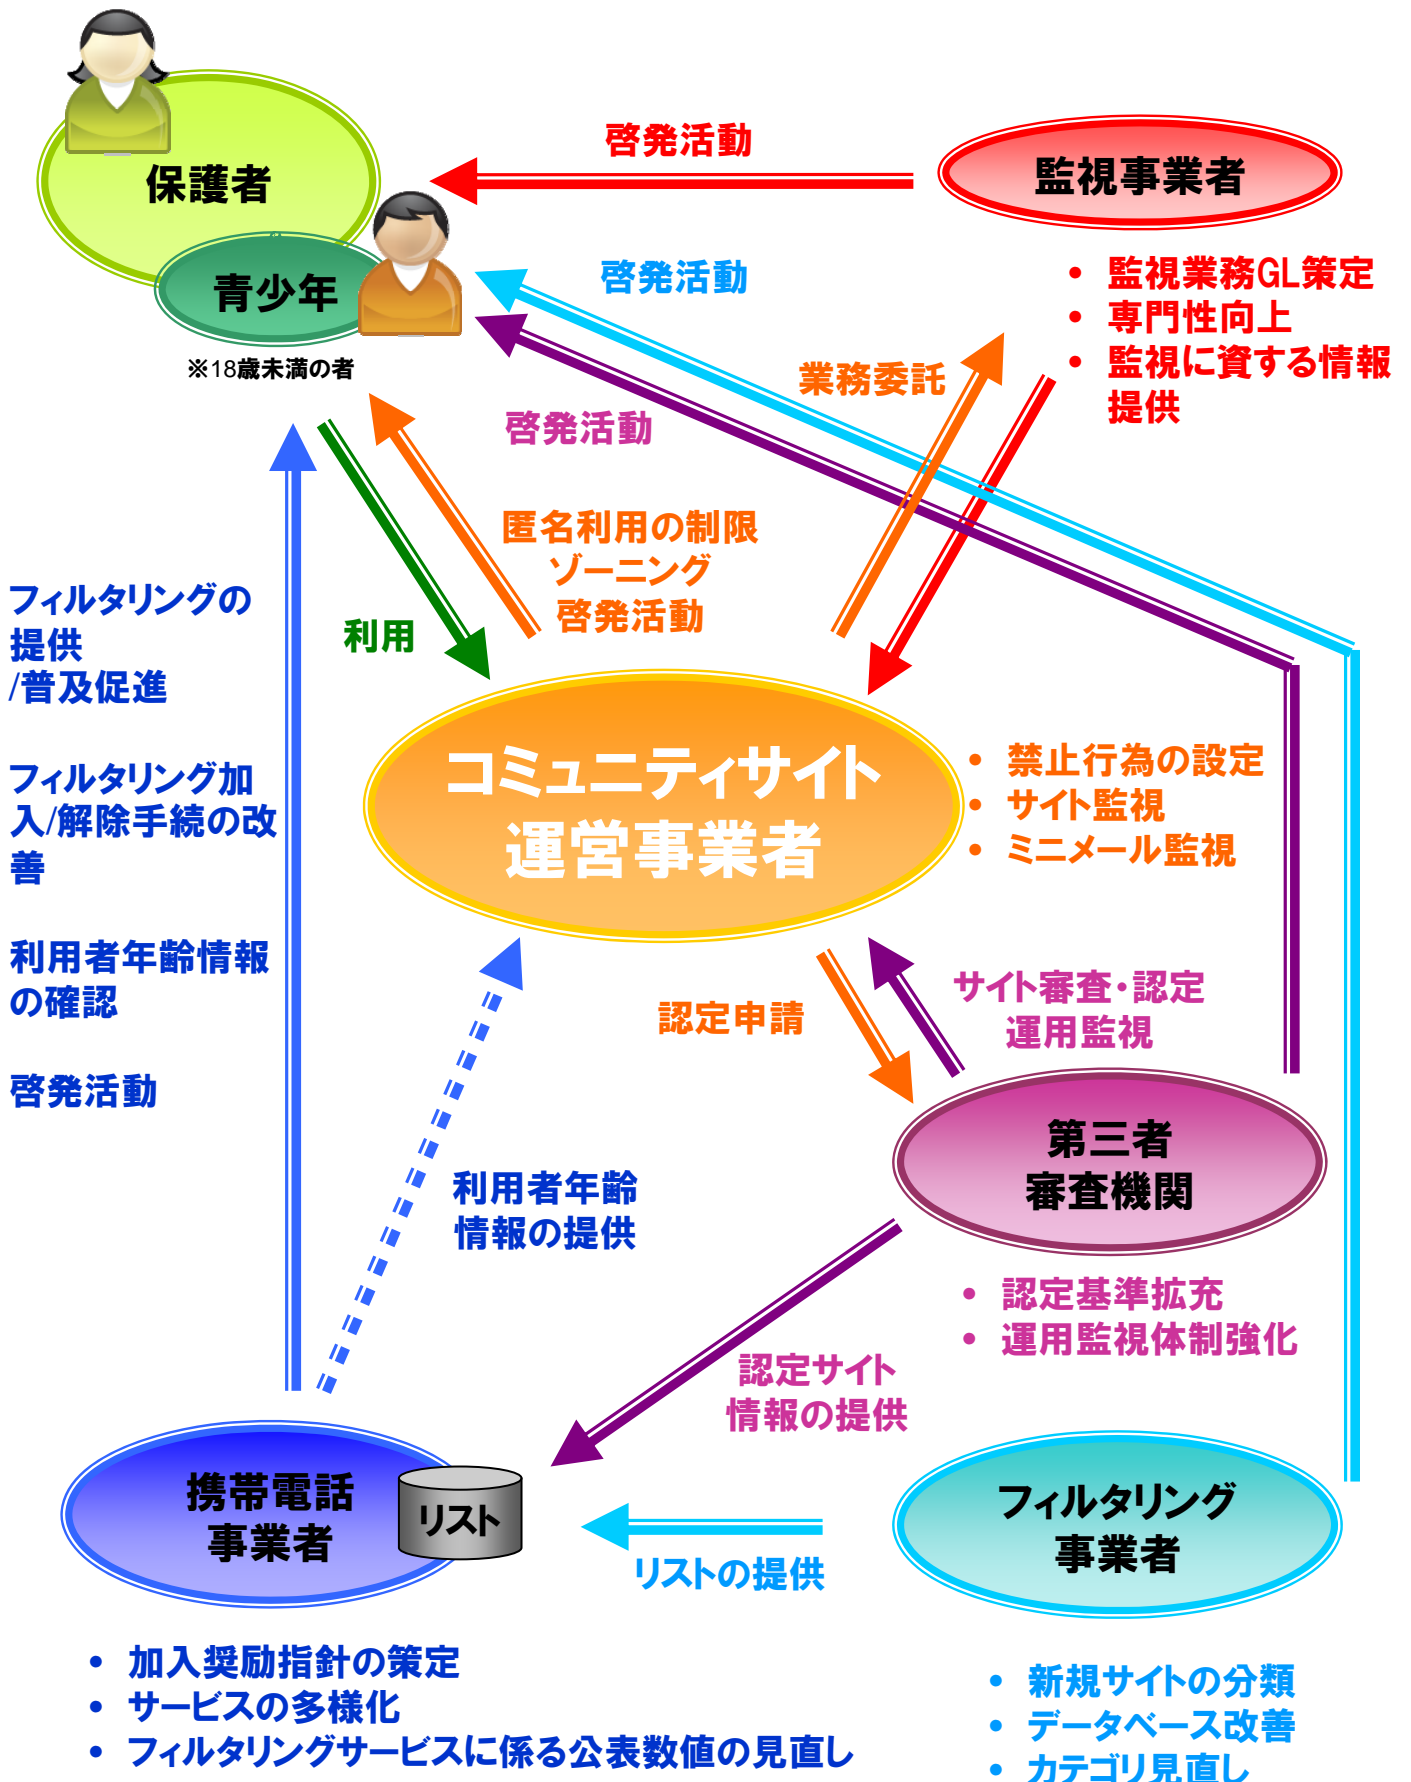 保護者
青少年
※18歳未満の者
啓発活動
監視事業者
• 監視業務GL策定
• 専門性向上
• 監視に資する情報
提供
啓発活動
業務委託
啓発活動
匿名利用の制限
ゾーニング
啓発活動
利用
フィルタリングの
提供
/普及促進
フィルタリング加
入/解除手続の改
善
利用者年齢情報
の確認
啓発活動
コミュニティサイト
運営事業者
• 禁止行為の設定
• サイト監視
• ミニメール監視
認定申請
サイト審査・認定
運用監視
第三者
審査機関
• 認定基準拡充
• 運用監視体制強化
利用者年齢
情報の提供
認定サイト
情報の提供
携帯電話
事業者
リスト
リストの提供
フィルタリング
事業者
• 加入奨励指針の策定
• サービスの多様化
• フィルタリングサービスに係る公表数値の見直し
• 新規サイトの分類
• データベース改善
• カテゴリ見直し